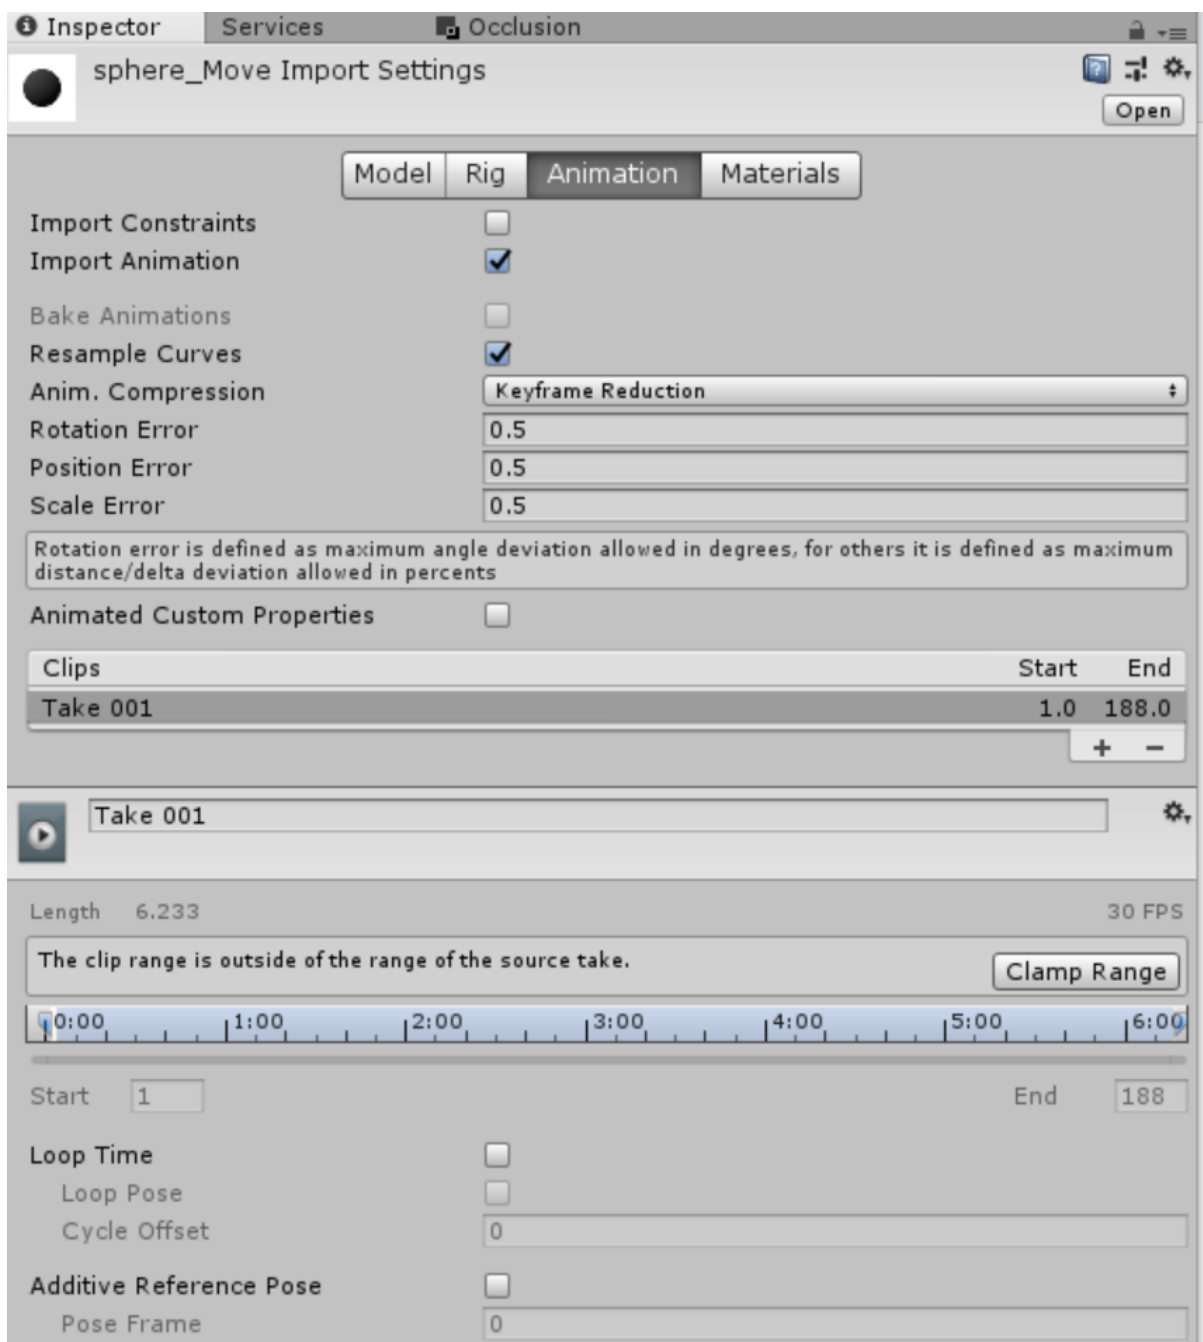 Inspector Services Occlusion
sphere_Move Import Settings
Open
Model Rig Animation Materials
Import Constraints
Import Animation
Bake Animations
Resample Curves
Anim. Compression Keyframe Reduction
Rotation Error 0.5
Position Error 0.5
Scale Error 0.5
Rotation error is defined as maximum angle deviation allowed in degrees, for others it is defined as maximum
distance/delta deviation allowed in percents
Animated Custom Properties
Clips Start End
Take 001 1.0 188.0
+ −
Take 001
Length 6.233 30 FPS
The clip range is outside of the range of the source take. Clamp Range
0:00 1:00 2:00 3:00 4:00 5:00 6:00
Start 1 End 188
Loop Time
Loop Pose
Cycle Offset 0
Additive Reference Pose
Pose Frame 0